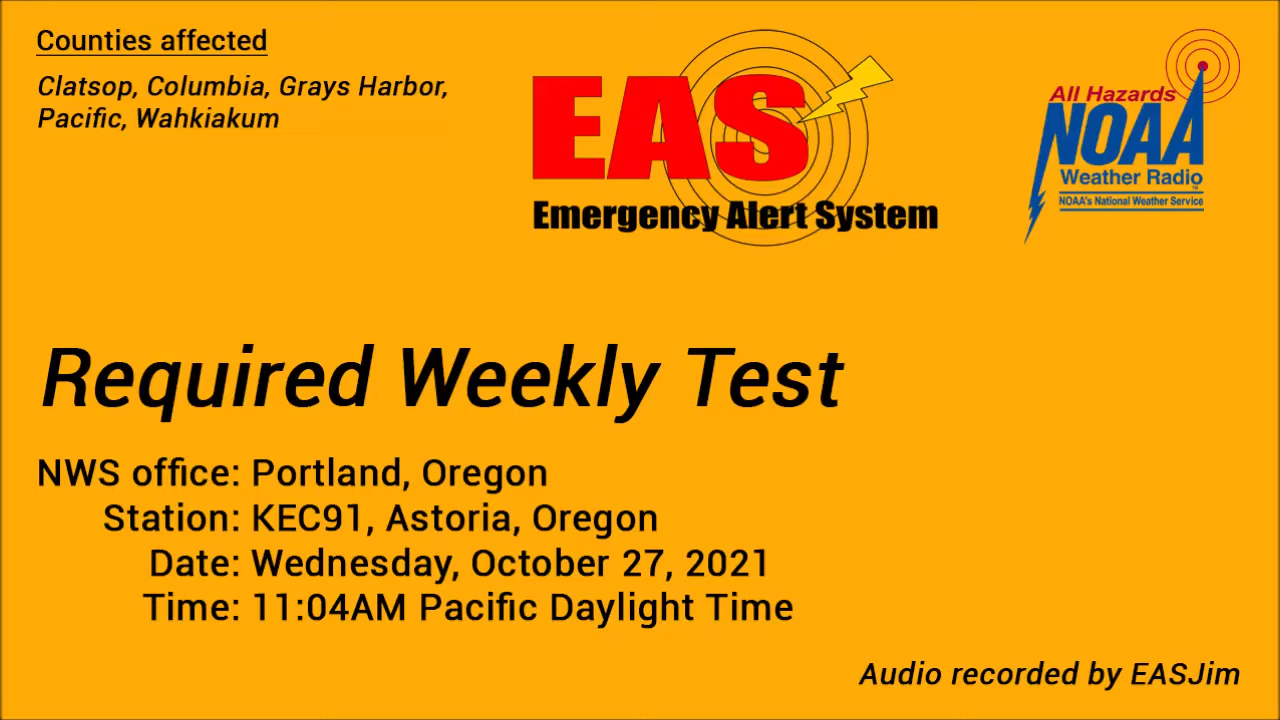 Counties affected
Clatsop, Columbia, Grays Harbor,
Pacific, Wahkiakum
EAS
Emergency Alert System
All Hazards
NOAA
Weather Radio
TM
NOAA's National Weather Service
Required Weekly Test
NWS office: Portland, Oregon
Station: KEC91, Astoria, Oregon
Date: Wednesday, October 27, 2021
Time: 11:04AM Pacific Daylight Time
Audio recorded by EASJim